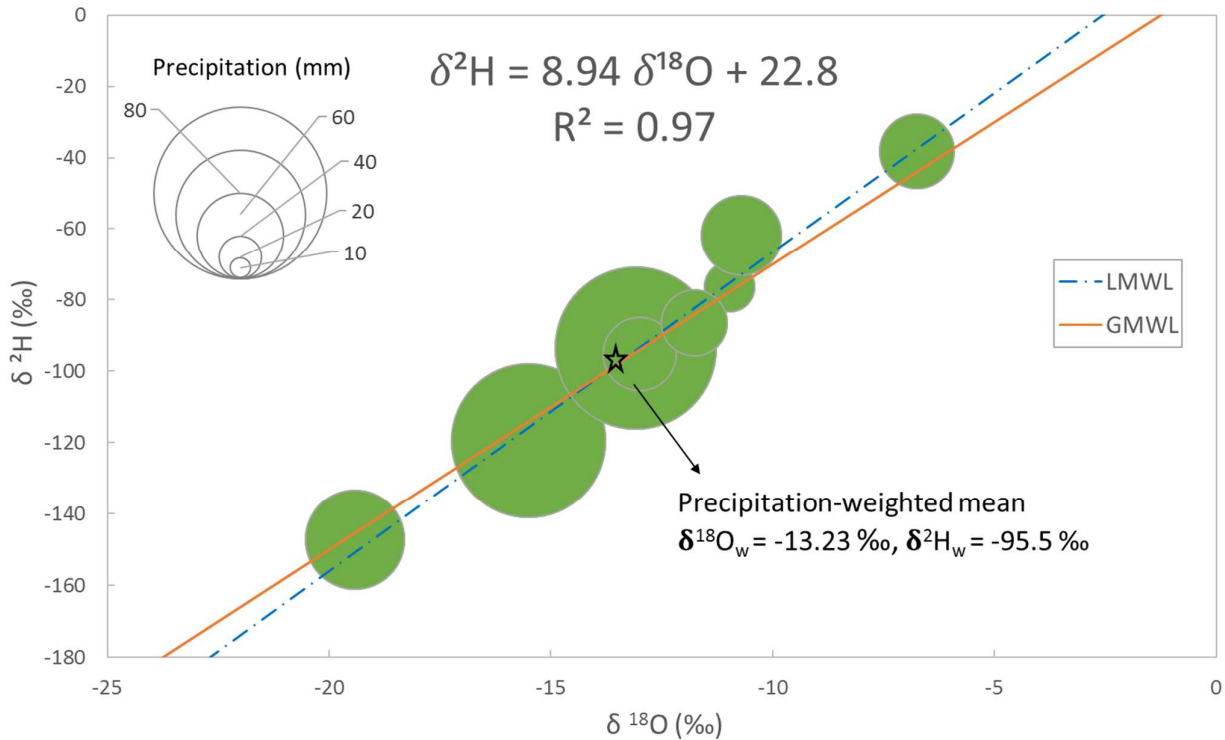 Precipitation (mm)
80
60
40
20
10
δ²H = 8.94 δ¹⁸O + 22.8
R² = 0.97
LMWL
GMWL
Precipitation-weighted mean
δ¹⁸O_w = -13.23 ‰, δ²H_w = -95.5 ‰
δ ²H (‰)
0
-20
-40
-60
-80
-100
-120
-140
-160
-180
-25 -20 -15 -10 -5 0
δ ¹⁸O (‰)